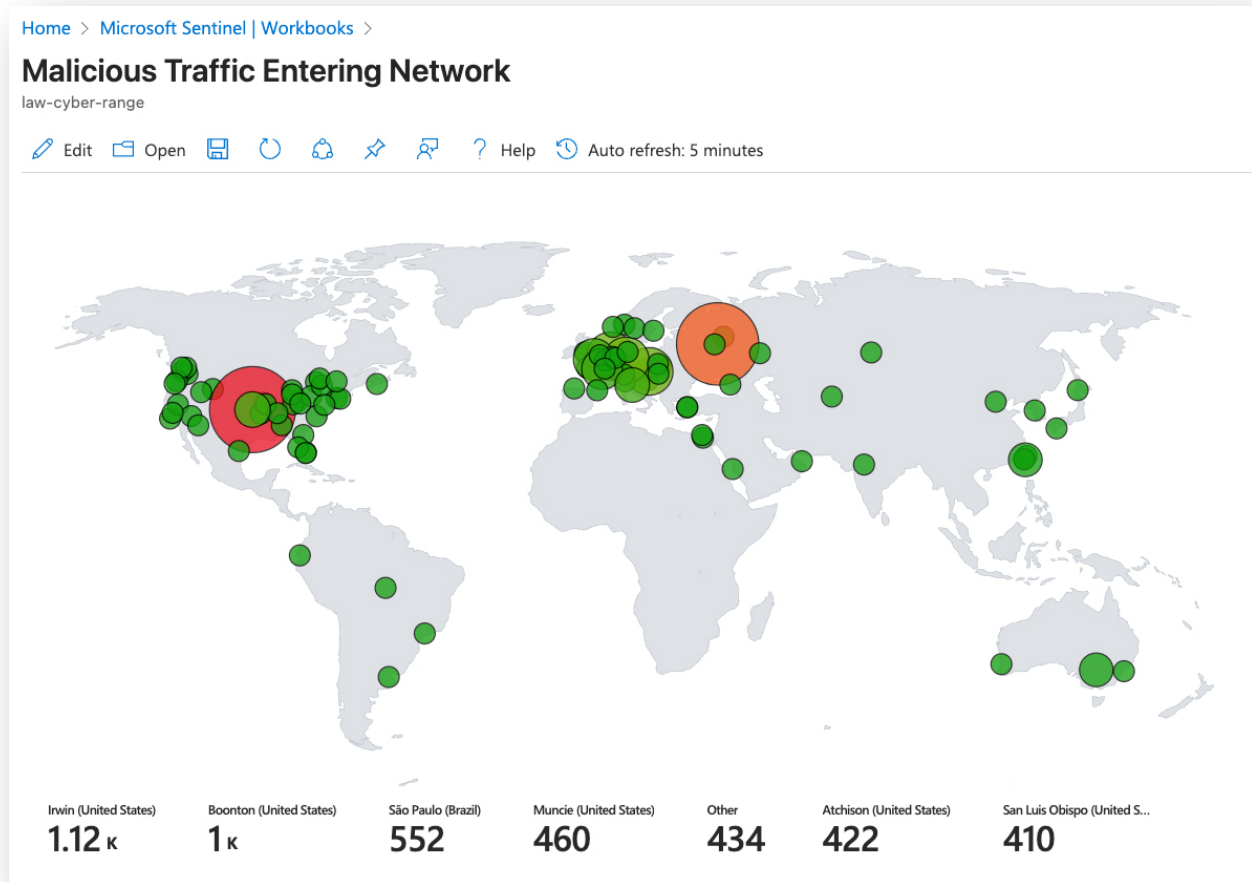 Home > Microsoft Sentinel | Workbooks >
Malicious Traffic Entering Network
law-cyber-range
Edit Open Help Auto refresh: 5 minutes
Irwin (United States) Boonton (United States) São Paulo (Brazil) Muncie (United States) Other Atchison (United States) San Luis Obispo (United S...
1.12 K 1 K 552 460 434 422 410